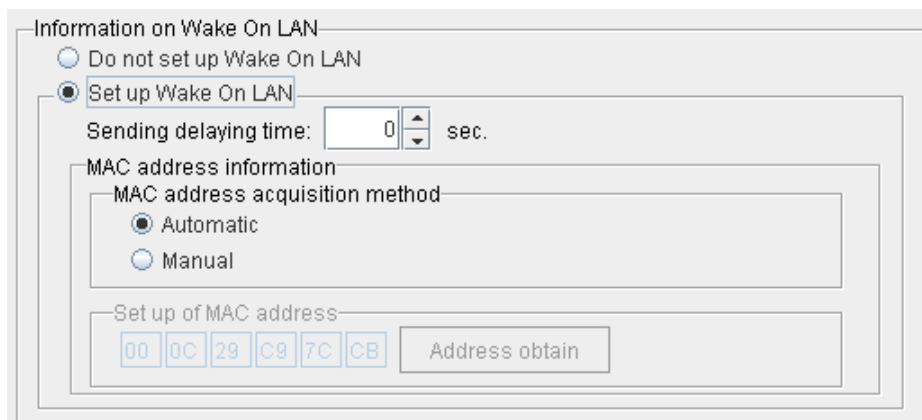 Information on Wake On LAN
Do not set up Wake On LAN
Set up Wake On LAN
Sending delaying time: 0 sec.
MAC address information
MAC address acquisition method
Automatic
Manual
Set up of MAC address
00 0C 29 C9 7C CB Address obtain